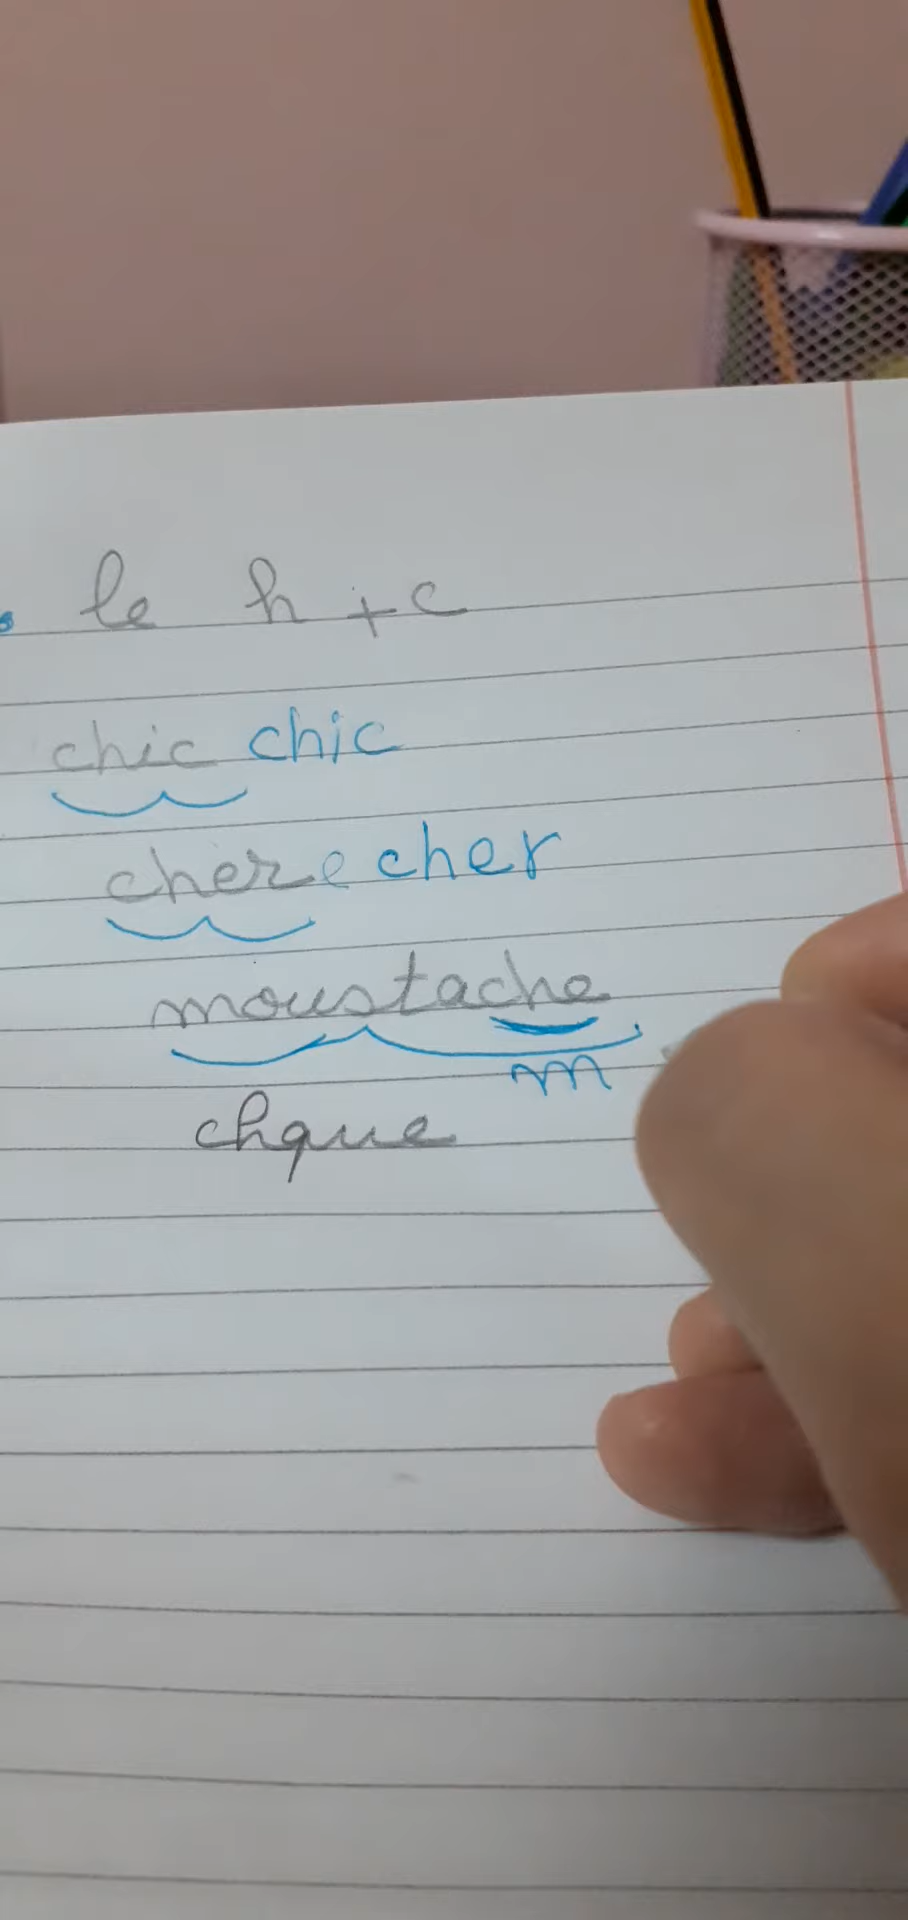 le h + c
chic chic
chere cher
moustache
m
chque